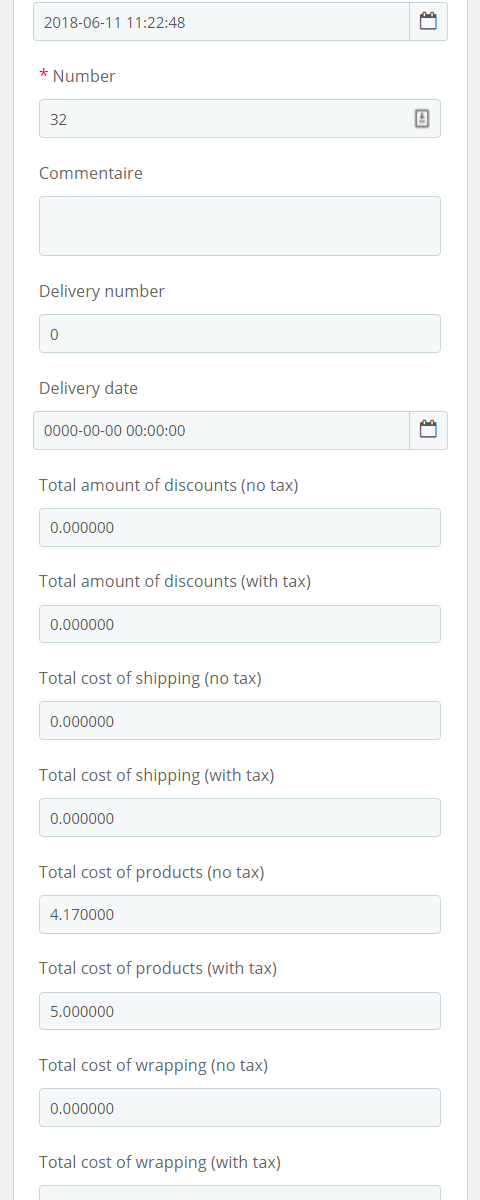 2018-06-11 11:22:48
* Number
32
Commentaire
Delivery number
0
Delivery date
0000-00-00 00:00:00
Total amount of discounts (no tax)
0.000000
Total amount of discounts (with tax)
0.000000
Total cost of shipping (no tax)
0.000000
Total cost of shipping (with tax)
0.000000
Total cost of products (no tax)
4.170000
Total cost of products (with tax)
5.000000
Total cost of wrapping (no tax)
0.000000
Total cost of wrapping (with tax)